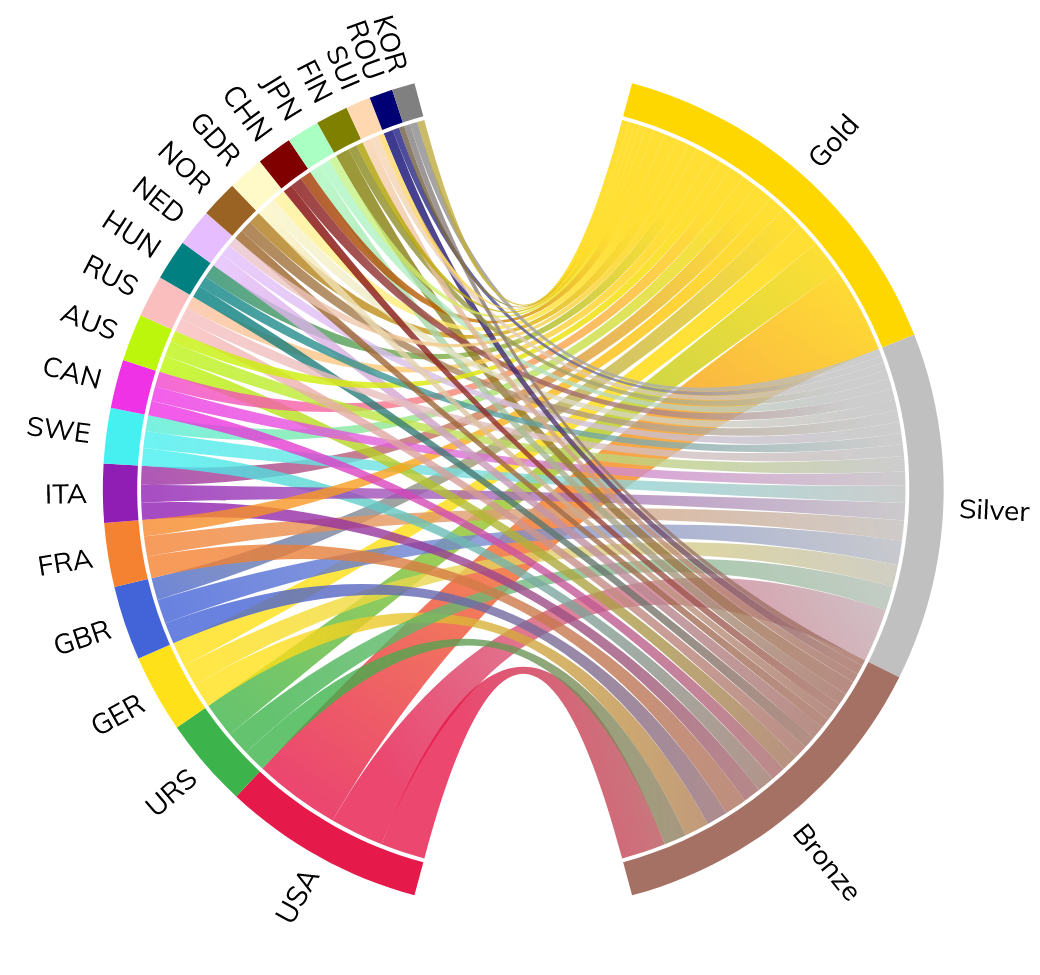 KOR
ROU
SUI
FIN
JPN
CHN
GDR
NOR
NED
HUN
RUS
AUS
CAN
SWE
ITA
FRA
GBR
GER
URS
USA
Gold
Silver
Bronze